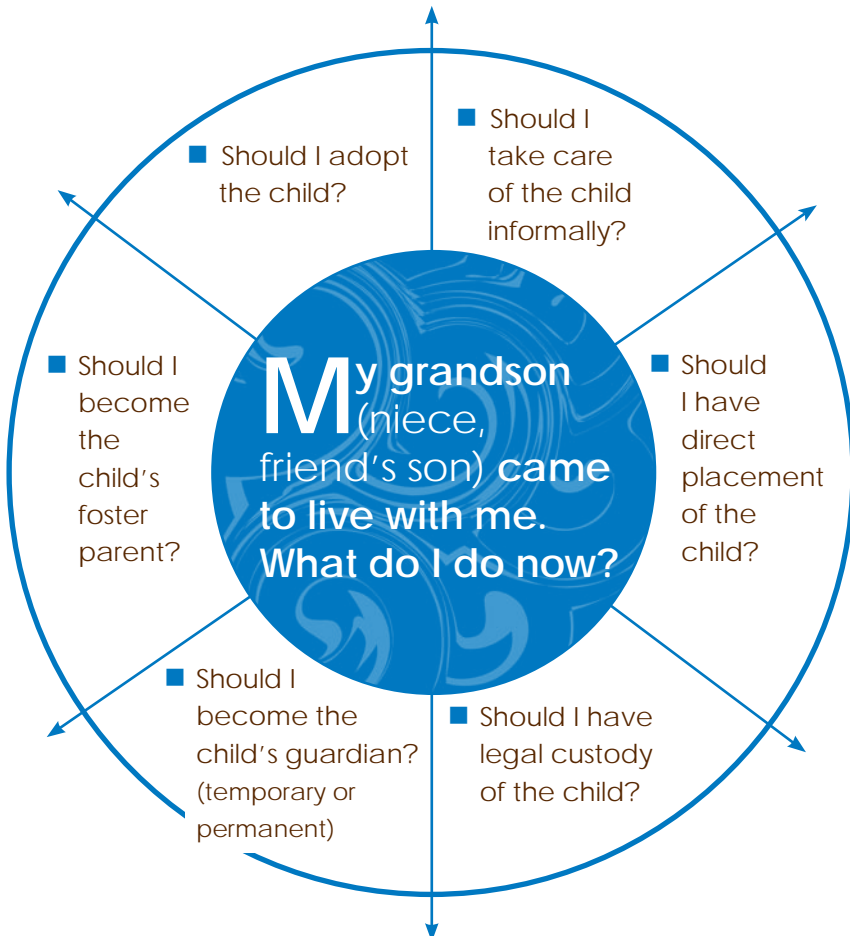 My grandson
(niece,
friend's son) came
to live with me.
What do I do now?
■ Should I
take care
of the child
informally?
■ Should
I have
direct
placement
of the
child?
■ Should I have
legal custody
of the child?
■ Should I
become the
child's guardian?
(temporary or
permanent)
■ Should I
become
the
child's
foster
parent?
■ Should I adopt
the child?